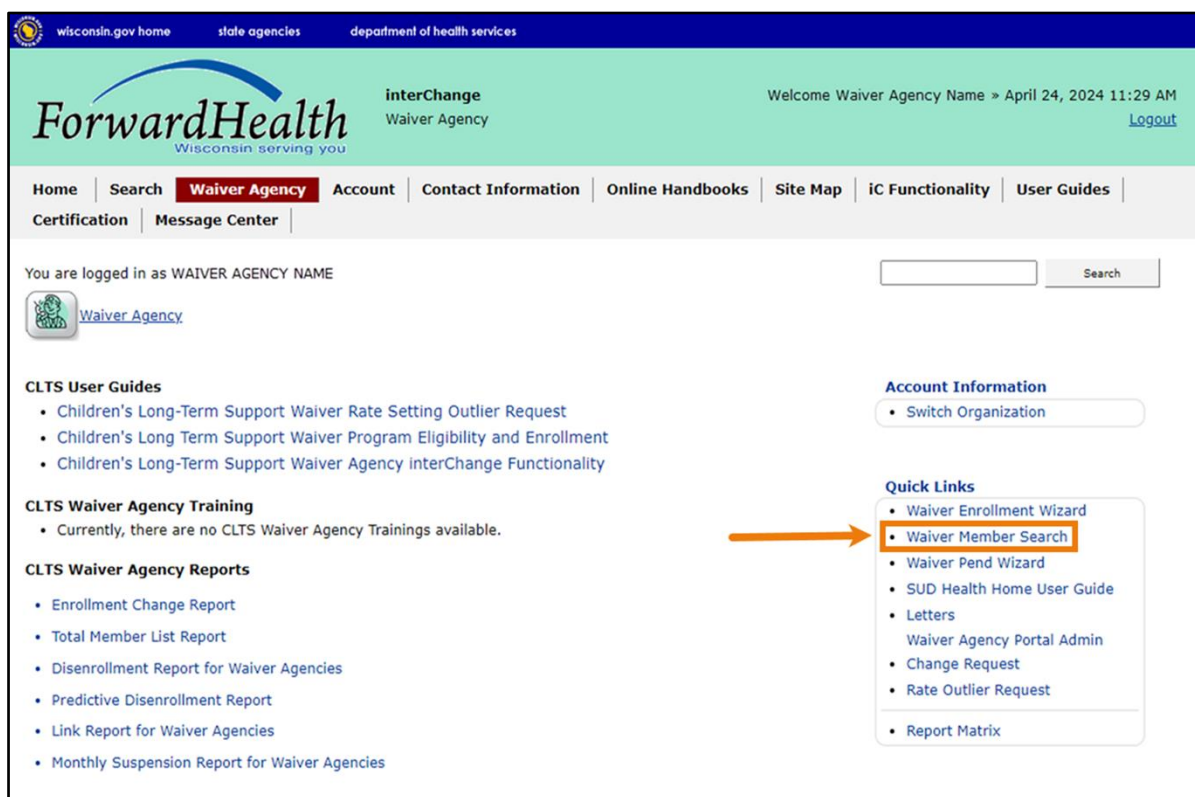 wisconsin.gov home state agencies department of health services
ForwardHealth
Wisconsin serving you
interChange
Waiver Agency
Welcome Waiver Agency Name » April 24, 2024 11:29 AM
Logout
Home Search Waiver Agency Account Contact Information Online Handbooks Site Map iC Functionality User Guides
Certification Message Center
You are logged in as WAIVER AGENCY NAME
Search
Waiver Agency
CLTS User Guides
• Children's Long-Term Support Waiver Rate Setting Outlier Request
• Children's Long Term Support Waiver Program Eligibility and Enrollment
• Children's Long-Term Support Waiver Agency interChange Functionality
CLTS Waiver Agency Training
• Currently, there are no CLTS Waiver Agency Trainings available.
CLTS Waiver Agency Reports
• Enrollment Change Report
• Total Member List Report
• Disenrollment Report for Waiver Agencies
• Predictive Disenrollment Report
• Link Report for Waiver Agencies
• Monthly Suspension Report for Waiver Agencies
Account Information
• Switch Organization
Quick Links
• Waiver Enrollment Wizard
• Waiver Member Search
• Waiver Pend Wizard
• SUD Health Home User Guide
• Letters
Waiver Agency Portal Admin
• Change Request
• Rate Outlier Request
• Report Matrix